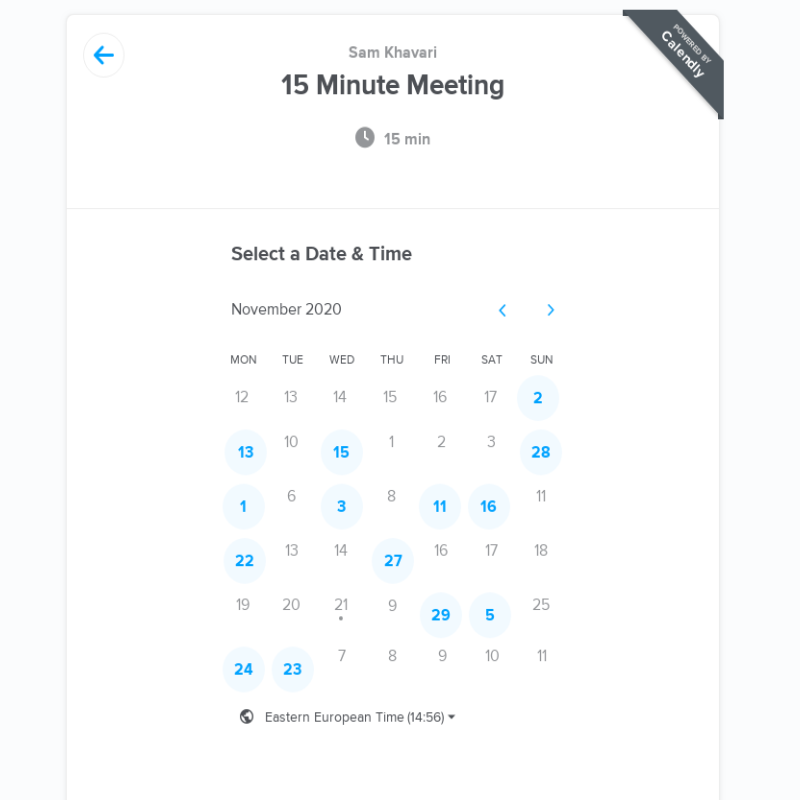 POWERED BY
Calendly
Sam Khavari
15 Minute Meeting
15 min
Select a Date & Time
November 2020
MON TUE WED THU FRI SAT SUN
12 13 14 15 16 17 2
13 10 15 1 2 3 28
1 6 3 8 11 16 11
22 13 14 27 16 17 18
19 20 21 9 29 5 25
24 23 7 8 9 10 11
Eastern European Time (14:56)